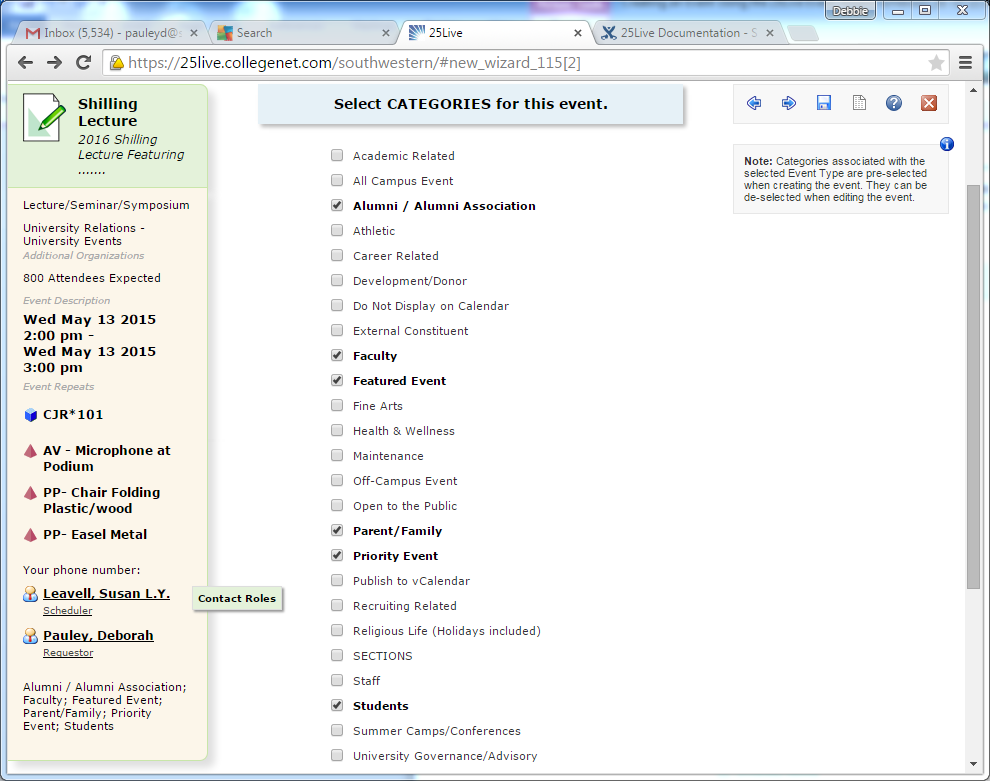 Debbie
Inbox (5,534) - pauleyd@s
Search
25Live
25Live Documentation - S
https://25live.collegenet.com/southwestern/#new_wizard_115[2]
Shilling
Lecture
2016 Shilling
Lecture Featuring
.......
Lecture/Seminar/Symposium
University Relations -
University Events
Additional Organizations
800 Attendees Expected
Event Description
Wed May 13 2015
2:00 pm -
Wed May 13 2015
3:00 pm
Event Repeats
CJR*101
AV - Microphone at
Podium
PP- Chair Folding
Plastic/wood
PP- Easel Metal
Your phone number:
Leavell, Susan L.Y.
Scheduler
Pauley, Deborah
Requestor
Alumni / Alumni Association;
Faculty; Featured Event;
Parent/Family; Priority
Event; Students
Contact Roles
Select CATEGORIES for this event.
Academic Related
All Campus Event
Alumni / Alumni Association
Athletic
Career Related
Development/Donor
Do Not Display on Calendar
External Constituent
Faculty
Featured Event
Fine Arts
Health & Wellness
Maintenance
Off-Campus Event
Open to the Public
Parent/Family
Priority Event
Publish to vCalendar
Recruiting Related
Religious Life (Holidays included)
SECTIONS
Staff
Students
Summer Camps/Conferences
University Governance/Advisory
Note: Categories associated with the
selected Event Type are pre-selected
when creating the event. They can be
de-selected when editing the event.